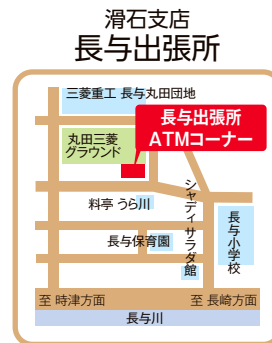 滑石支店
長与出張所
三菱重工 長与丸田団地
長与出張所
ATMコーナー
丸田三菱
グラウンド
シャディサラダ館
料亭 うら川
長与小学校
長与保育園
至 時津方面
至 長崎方面
長与川